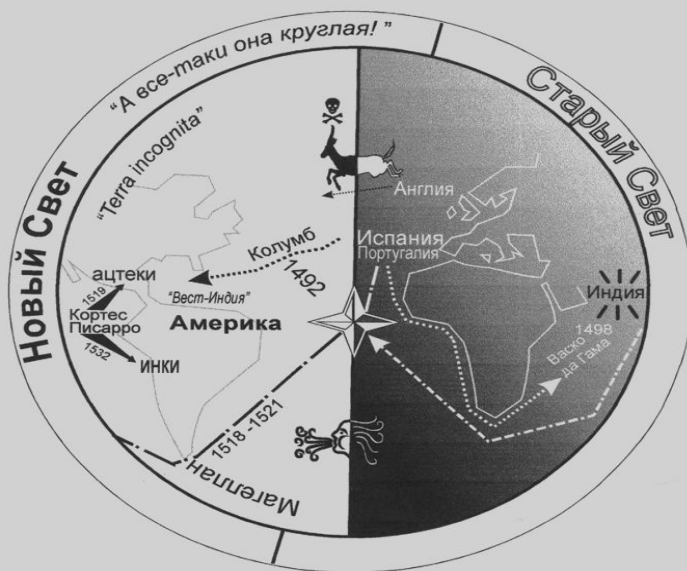 “А все-таки она круглая!”
Новый Свет
Старый Свет
“Terra incognita”
Англия
Колумб
1492
Испания
Португалия
ацтеки
1519
“Вест-Индия”
Индия
Кортес
Писарро
Америка
1532
инки
1498
Васко
да Гама
1518-1521
Магеллан